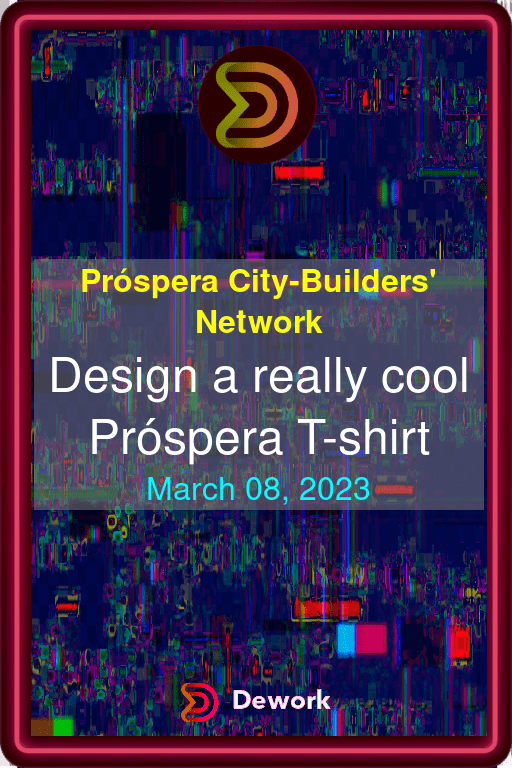 Próspera City-Builders'
Network
Design a really cool
Próspera T-shirt
March 08, 2023
Dework